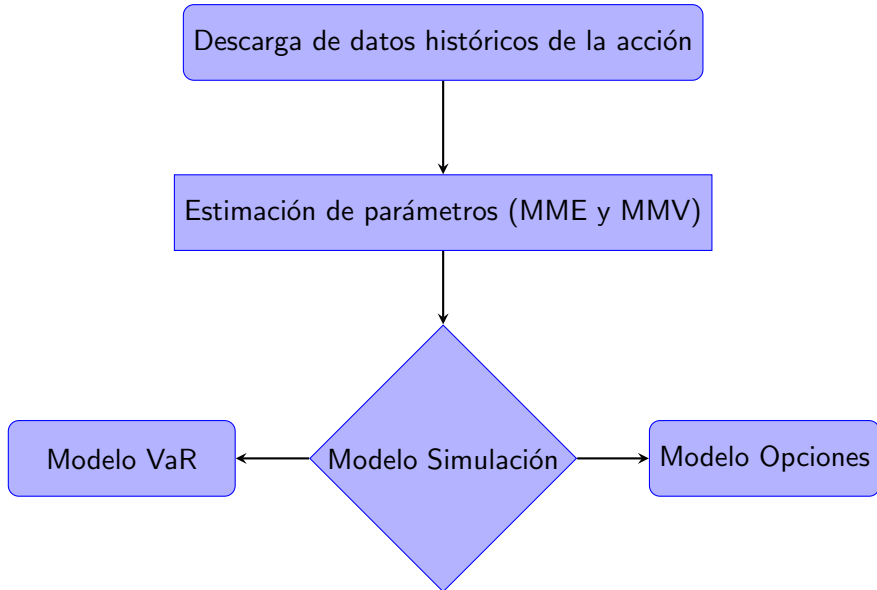 Descarga de datos históricos de la acción
Estimación de parámetros (MME y MMV)
Modelo VaR
Modelo Simulación
Modelo Opciones